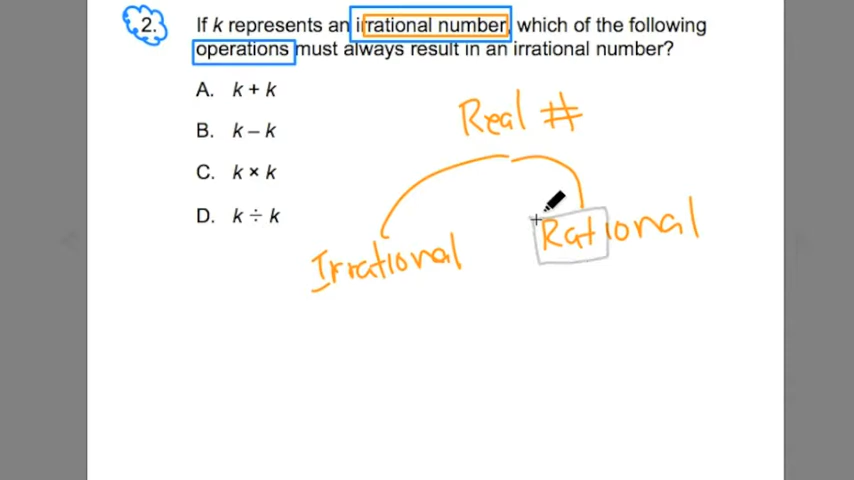 2. If k represents an irrational number, which of the following
operations must always result in an irrational number?
A. k + k
B. k – k
C. k × k
D. k ÷ k
Real #
Irrational
Rational